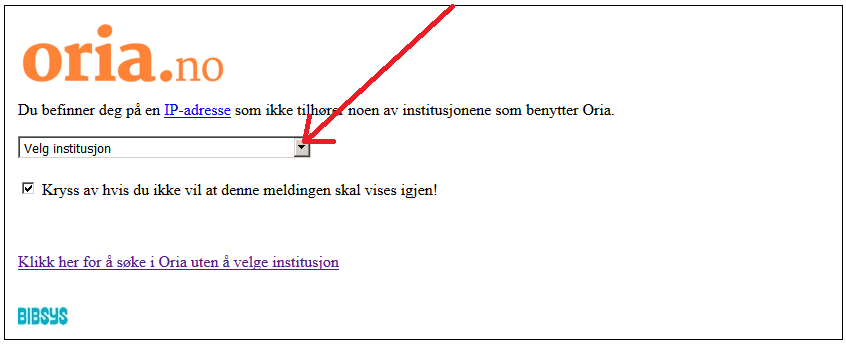 oria.no
Du befinner deg på en IP-adresse som ikke tilhører noen av institusjonene som benytter Oria.
Velg institusjon
Kryss av hvis du ikke vil at denne meldingen skal vises igjen!
Klikk her for å søke i Oria uten å velge institusjon
BIBSYS